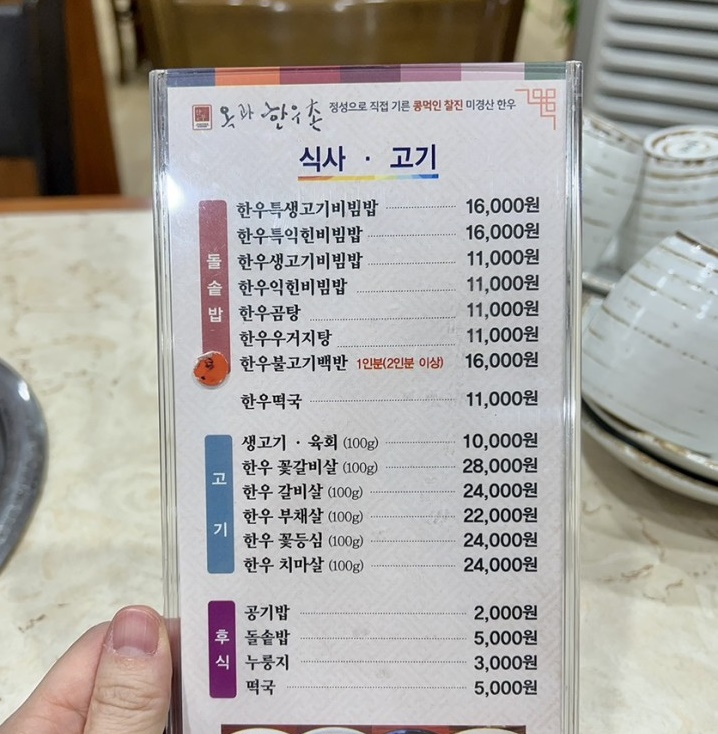 옥과 한우촌 정성으로 직접 기른 콩먹인 찰진 미경산 한우
식사 · 고기
돌솥밥
한우특생고기비빔밥 16,000원
한우특익힌비빔밥 16,000원
한우생고기비빔밥 11,000원
한우익힌비빔밥 11,000원
한우곰탕 11,000원
한우우거지탕 11,000원
한우불고기백반 1인분(2인분 이상) 16,000원
한우떡국 11,000원
고기
생고기 · 육회 (100g) 10,000원
한우 꽃갈비살 (100g) 28,000원
한우 갈비살 (100g) 24,000원
한우 부채살 (100g) 22,000원
한우 꽃등심 (100g) 24,000원
한우 치마살 (100g) 24,000원
후식
공기밥 2,000원
돌솥밥 5,000원
누룽지 3,000원
떡국 5,000원